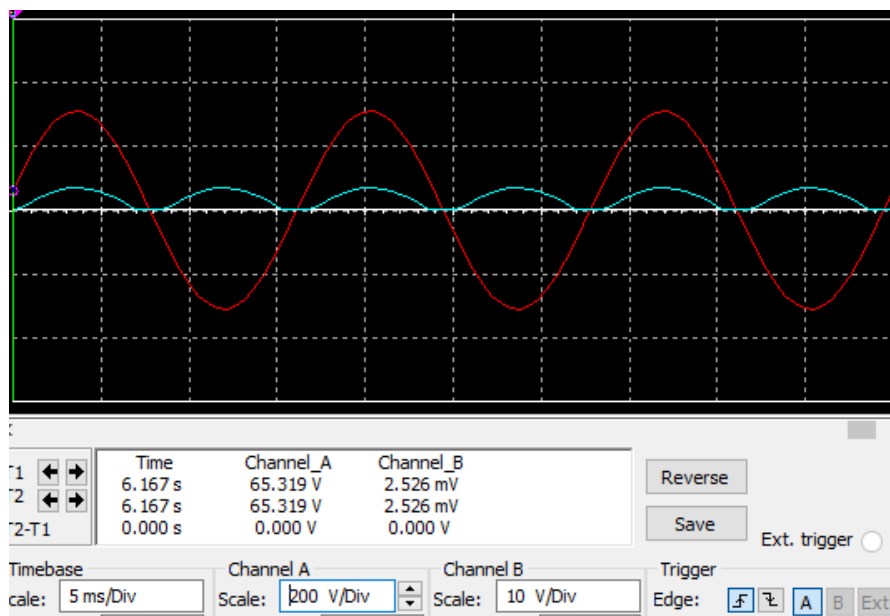 Time Channel_A Channel_B
T1 6.167 s 65.319 V 2.526 mV
T2 6.167 s 65.319 V 2.526 mV
T2-T1 0.000 s 0.000 V 0.000 V
Reverse
Save
Ext. trigger
Timebase
cale: 5 ms/Div
Channel A
Scale: 200 V/Div
Channel B
Scale: 10 V/Div
Trigger
Edge: A B Ext